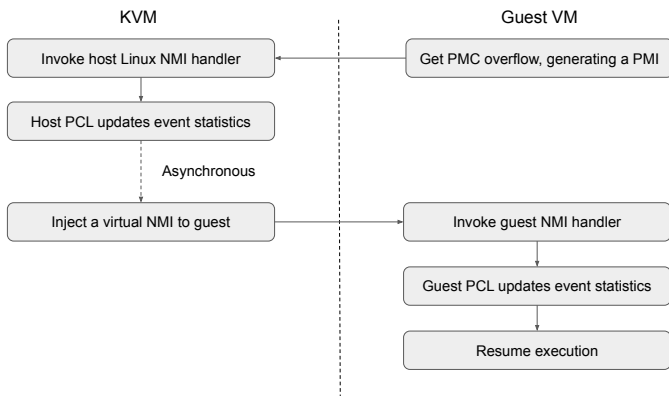 KVM
Guest VM
Invoke host Linux NMI handler
Get PMC overflow, generating a PMI
Host PCL updates event statistics
Asynchronous
Inject a virtual NMI to guest
Invoke guest NMI handler
Guest PCL updates event statistics
Resume execution